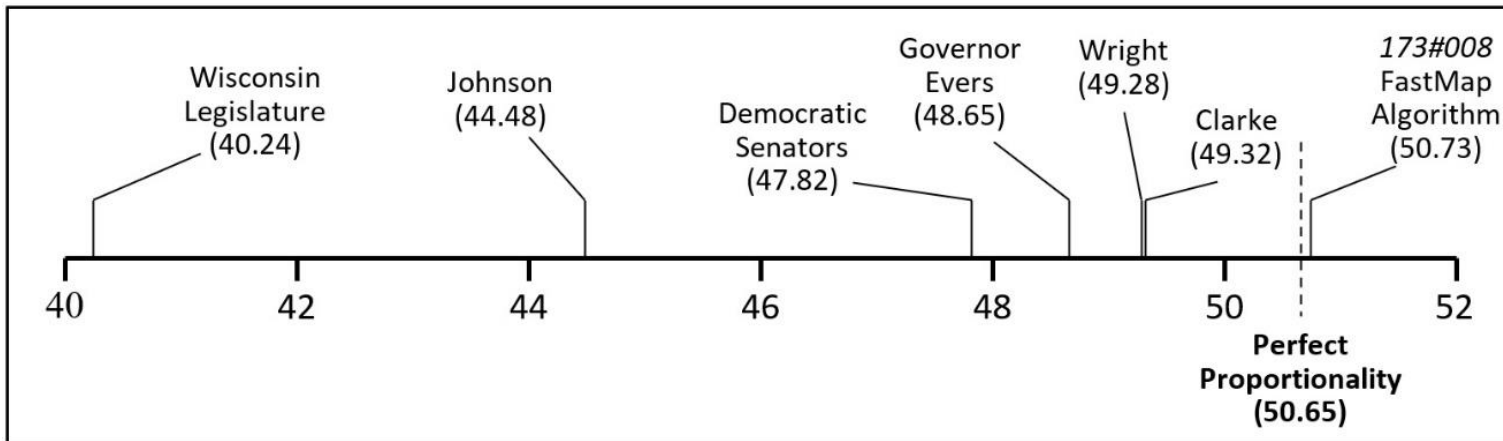 Wisconsin
Legislature
(40.24)
Johnson
(44.48)
Democratic
Senators
(47.82)
Governor
Evers
(48.65)
Wright
(49.28)
Clarke
(49.32)
173#008
FastMap
Algorithm
(50.73)
40
42
44
46
48
50
52
Perfect
Proportionality
(50.65)